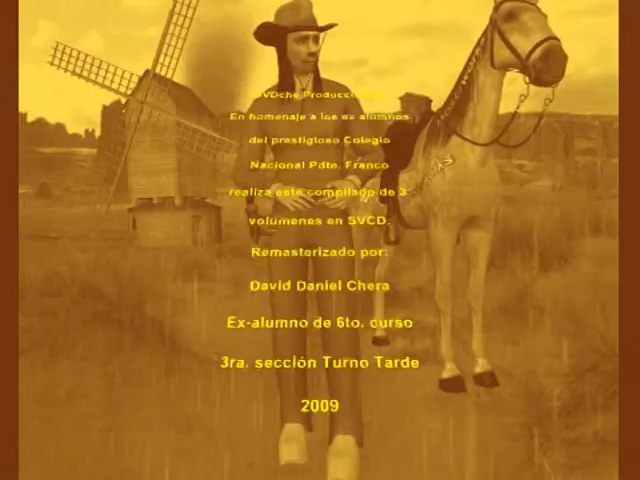 DVDche Producciones
En homenaje a los ex alumnos
del prestigioso Colegio
Nacional Pdte. Franco
realiza este compilado de 3
volúmenes en SVCD.
Remasterizado por:
David Daniel Chera
Ex-alumno de 6to. curso
3ra. sección Turno Tarde
2009